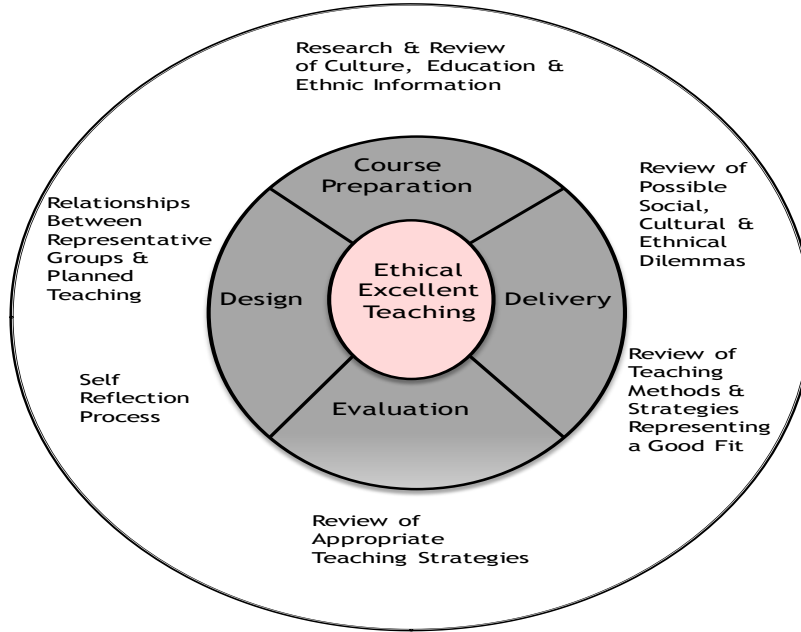 Research & Review
of Culture, Education &
Ethnic Information
Course
Preparation
Review of
Possible
Social,
Cultural &
Ethnical
Dilemmas
Relationships
Between
Representative
Groups &
Planned
Teaching
Design
Ethical
Excellent
Teaching
Delivery
Review of
Teaching
Methods &
Strategies
Representing
a Good Fit
Self
Reflection
Process
Evaluation
Review of
Appropriate
Teaching Strategies